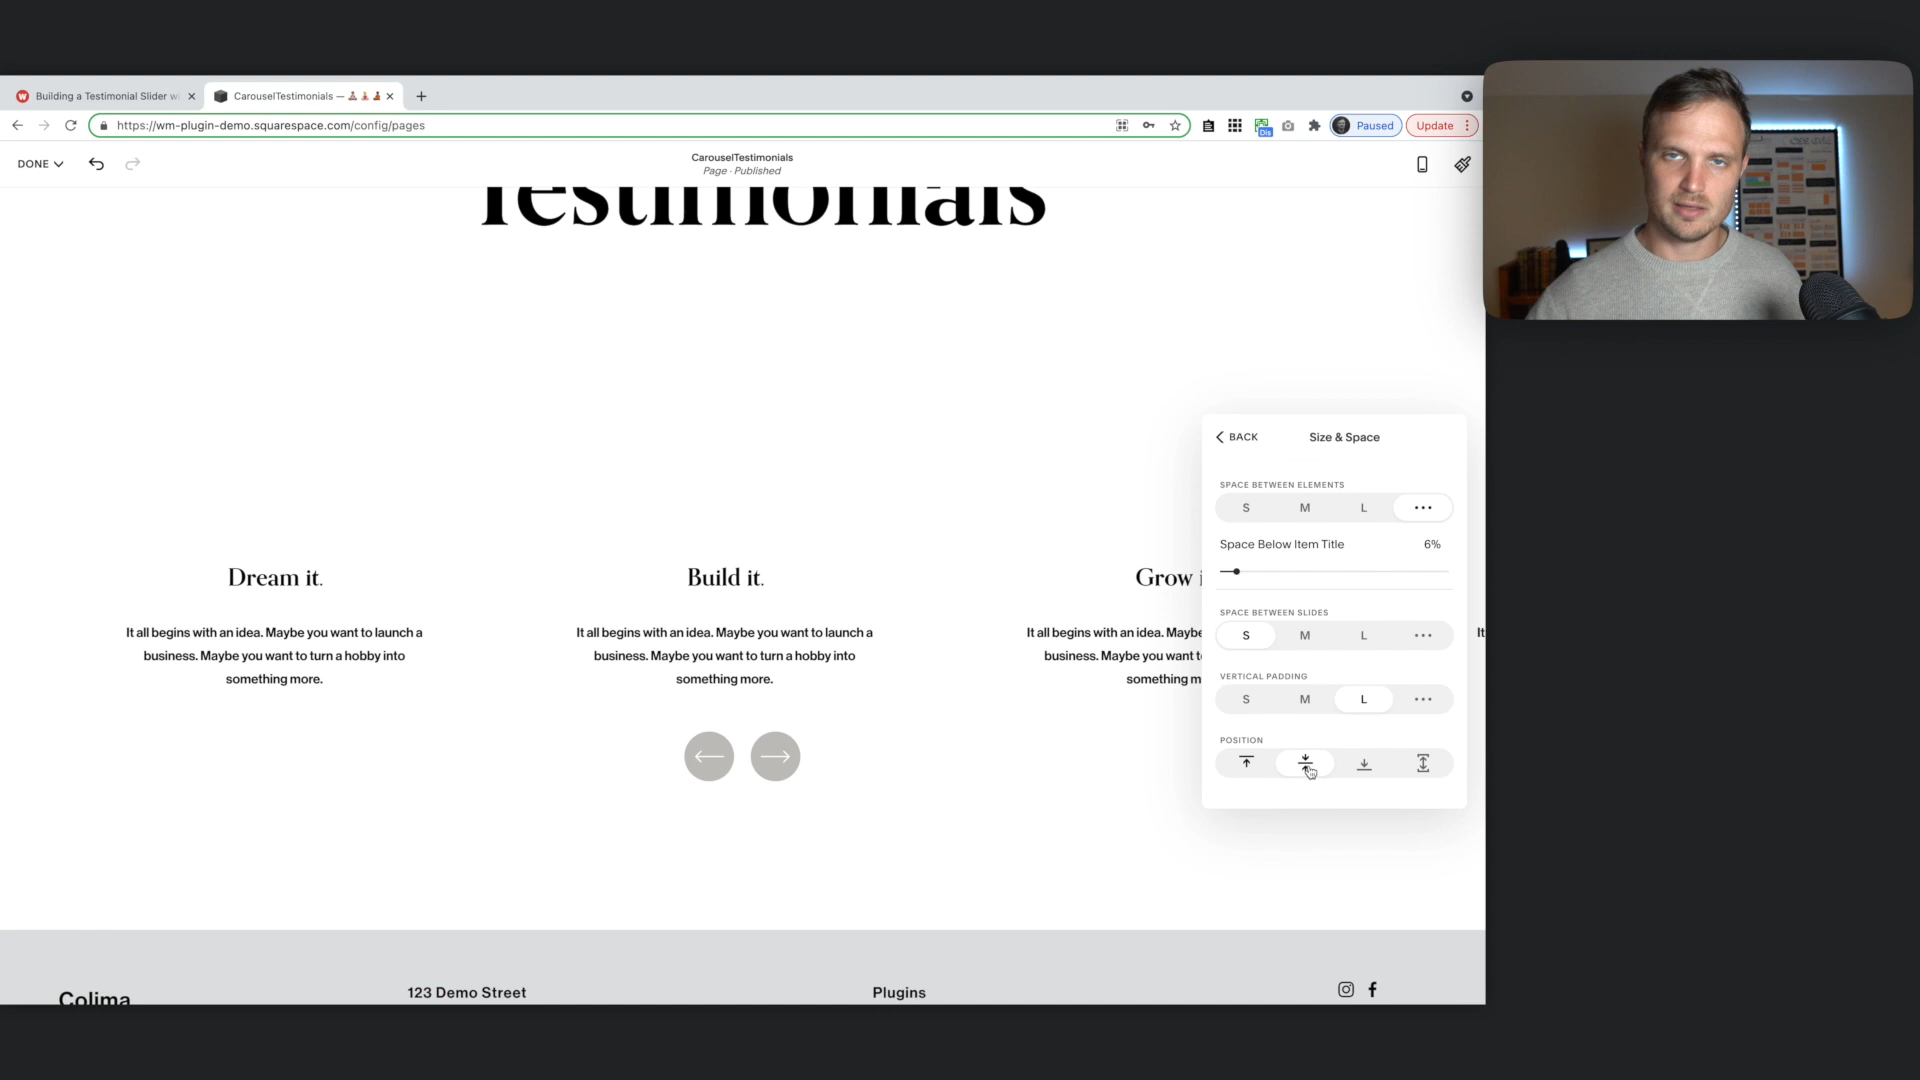 Building a Testimonial Slider wi
CarouselTestimonials —
https://wm-plugin-demo.squarespace.com/config/pages
Dis
Paused
Update
DONE
CarouselTestimonials
Page · Published
Testimonials
BACK
Size & Space
SPACE BETWEEN ELEMENTS
S M L
Space Below Item Title 6%
SPACE BETWEEN SLIDES
S M L
VERTICAL PADDING
S M L
POSITION
Dream it.
It all begins with an idea. Maybe you want to launch a
business. Maybe you want to turn a hobby into
something more.
Build it.
It all begins with an idea. Maybe you want to launch a
business. Maybe you want to turn a hobby into
something more.
Grow i
It all begins with an idea. Maybe
business. Maybe you want t
something m
It
Colima
123 Demo Street
Plugins